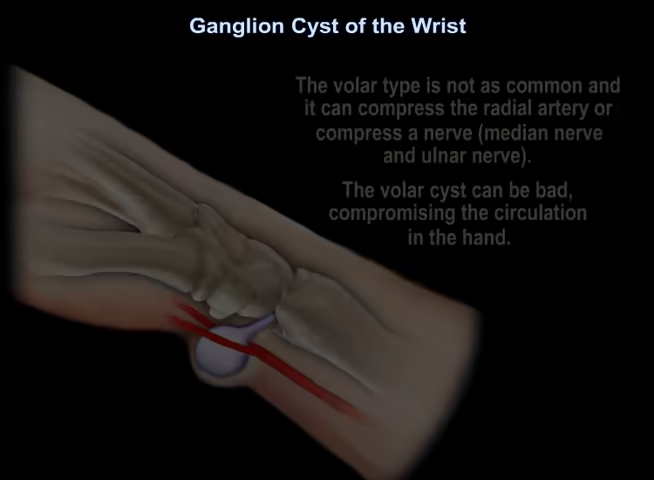 Ganglion Cyst of the Wrist
The volar type is not as common and
it can compress the radial artery or
compress a nerve (median nerve
and ulnar nerve).
The volar cyst can be bad,
compromising the circulation
in the hand.